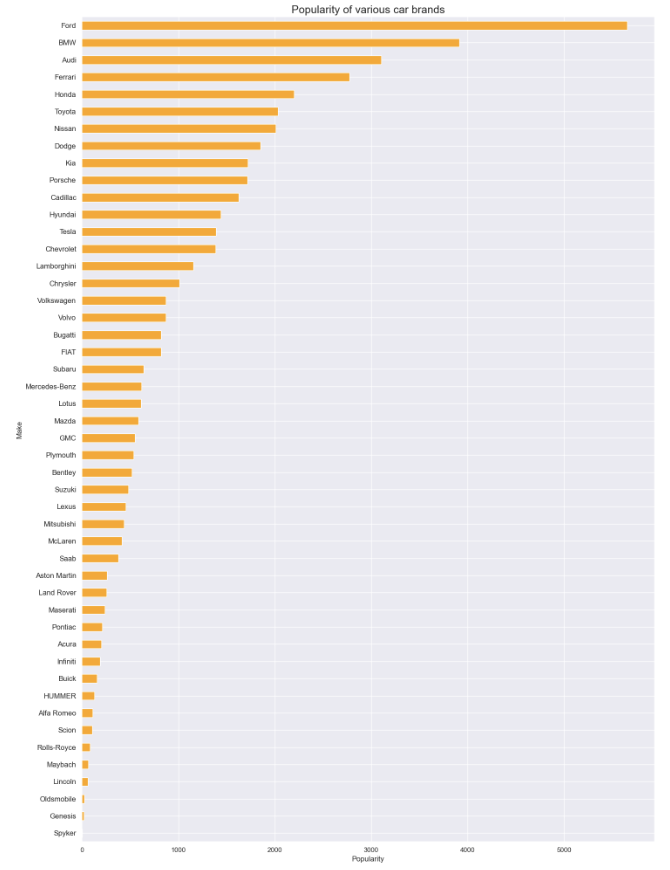 Popularity of various car brands
Ford
BMW
Audi
Ferrari
Honda
Toyota
Nissan
Dodge
Kia
Porsche
Cadillac
Hyundai
Tesla
Chevrolet
Lamborghini
Chrysler
Volkswagen
Volvo
Bugatti
FIAT
Subaru
Mercedes-Benz
Lotus
Mazda
GMC
Plymouth
Bentley
Suzuki
Lexus
Mitsubishi
McLaren
Saab
Aston Martin
Land Rover
Maserati
Pontiac
Acura
Infiniti
Buick
HUMMER
Alfa Romeo
Scion
Rolls-Royce
Maybach
Lincoln
Oldsmobile
Genesis
Spyker
Make
0 1000 2000 3000 4000 5000
Popularity